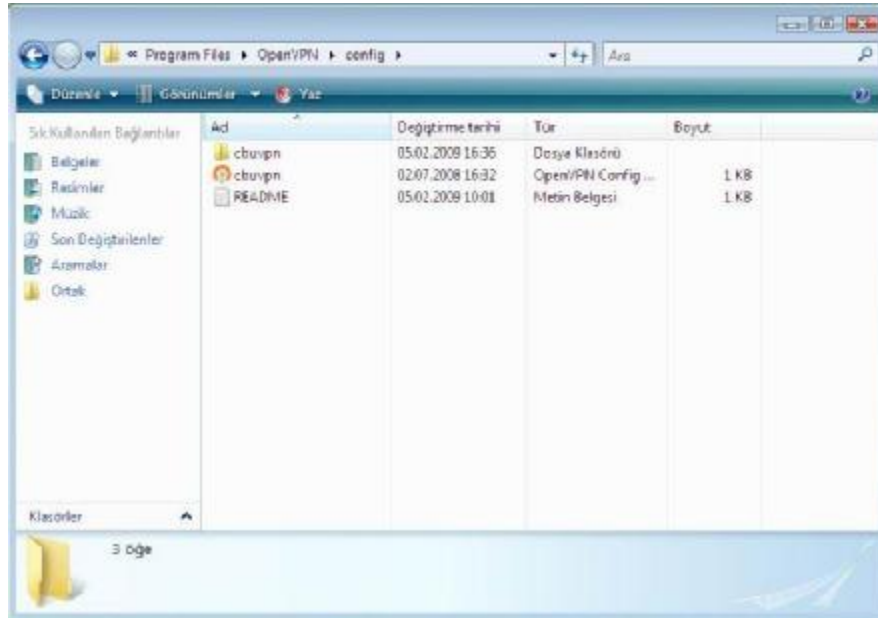 « Program Files ▸ OpenVPN ▸ config ▸ Ara
Düzenle Görünümler Yaz
Sık Kullanılan Bağlantılar
Belgeler
Resimler
Müzik
Son Değiştirilenler
Aramalar
Ortak
Klasörler
Ad Değiştirme tarihi Tür Boyut
cbuvpn 05.02.2009 16:36 Dosya Klasörü
cbuvpn 02.07.2008 16:32 OpenVPN Config ... 1 KB
README 05.02.2009 10:01 Metin Belgesi 1 KB
3 öğe